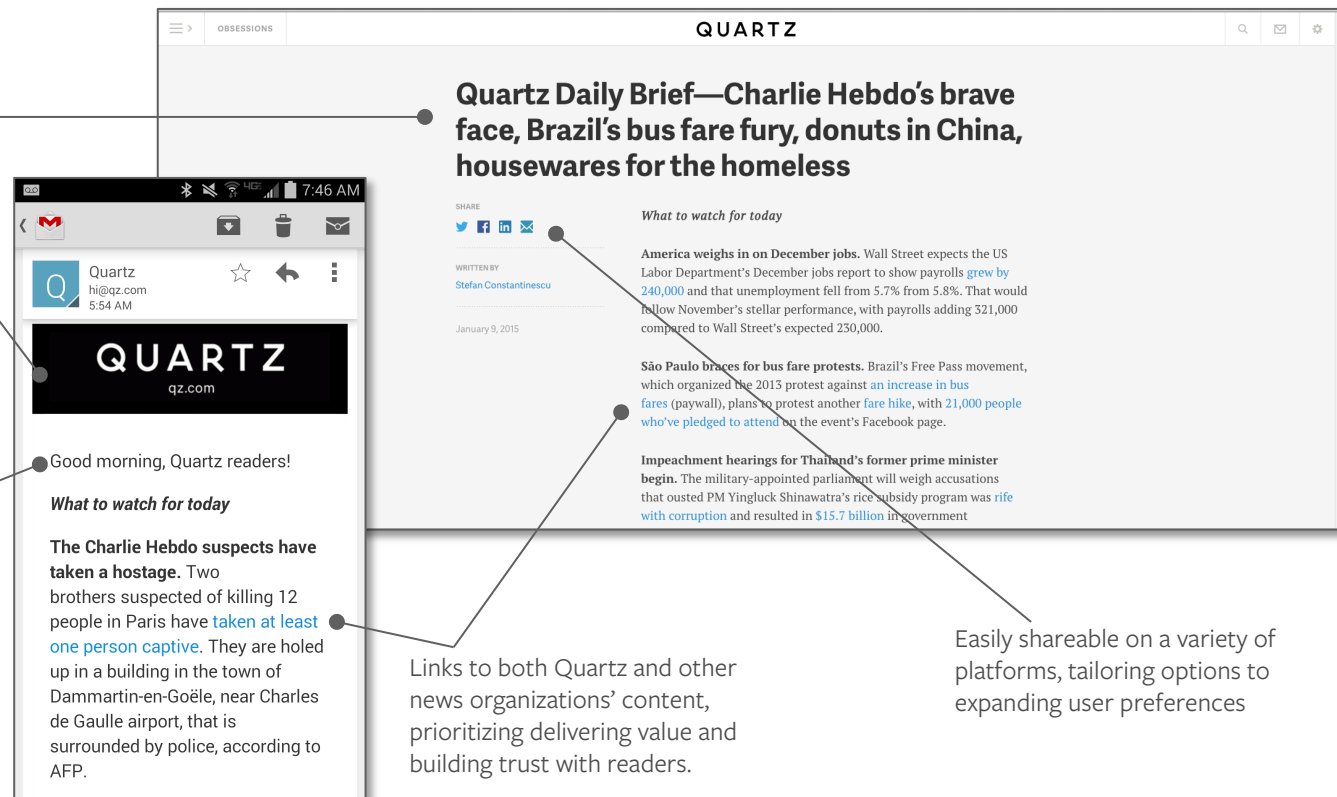 OBSESSIONS
QUARTZ
Quartz Daily Brief—Charlie Hebdo’s brave
face, Brazil’s bus fare fury, donuts in China,
housewares for the homeless
SHARE
WRITTEN BY
Stefan Constantinescu
January 9, 2015
What to watch for today
America weighs in on December jobs. Wall Street expects the US
Labor Department’s December jobs report to show payrolls grew by
240,000 and that unemployment fell from 5.7% from 5.8%. That would
follow November’s stellar performance, with payrolls adding 321,000
compared to Wall Street’s expected 230,000.
São Paulo braces for bus fare protests. Brazil’s Free Pass movement,
which organized the 2013 protest against an increase in bus
fares (paywall), plans to protest another fare hike, with 21,000 people
who’ve pledged to attend on the event’s Facebook page.
Impeachment hearings for Thailand’s former prime minister
begin. The military-appointed parliament will weigh accusations
that ousted PM Yingluck Shinawatra’s rice subsidy program was rife
with corruption and resulted in $15.7 billion in government
4GE 7:46 AM
Q
Quartz
hi@qz.com
5:54 AM
QUARTZ
qz.com
Good morning, Quartz readers!
What to watch for today
The Charlie Hebdo suspects have
taken a hostage. Two
brothers suspected of killing 12
people in Paris have taken at least
one person captive. They are holed
up in a building in the town of
Dammartin-en-Goële, near Charles
de Gaulle airport, that is
surrounded by police, according to
AFP.
Links to both Quartz and other
news organizations’ content,
prioritizing delivering value and
building trust with readers.
Easily shareable on a variety of
platforms, tailoring options to
expanding user preferences